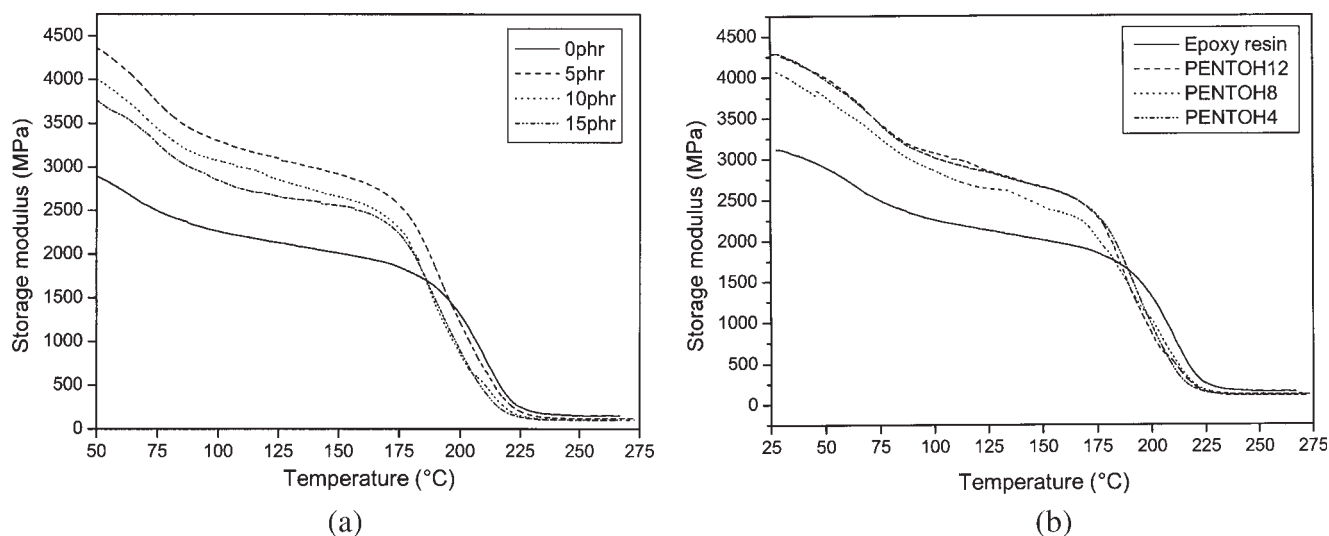 4500
4000
3500
3000
2500
2000
1500
1000
500
0
Storage modulus (MPa)
0phr
5phr
10phr
15phr
50 75 100 125 150 175 200 225 250 275
Temperature (°C)
(a)
4500
4000
3500
3000
2500
2000
1500
1000
500
0
Storage modulus (MPa)
Epoxy resin
PENTOH12
PENTOH8
PENTOH4
25 50 75 100 125 150 175 200 225 250 275
Temperature (°C)
(b)